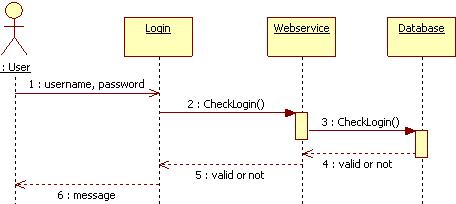 Login
Webservice
Database
: User
1 : username, password
2 : CheckLogin()
3 : CheckLogin()
4 : valid or not
5 : valid or not
6 : message